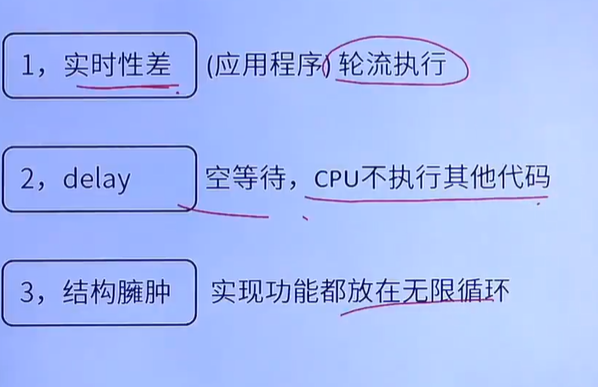 1，实时性差 (应用程序) 轮流执行
2，delay 空等待，CPU不执行其他代码
3，结构臃肿 实现功能都放在无限循环